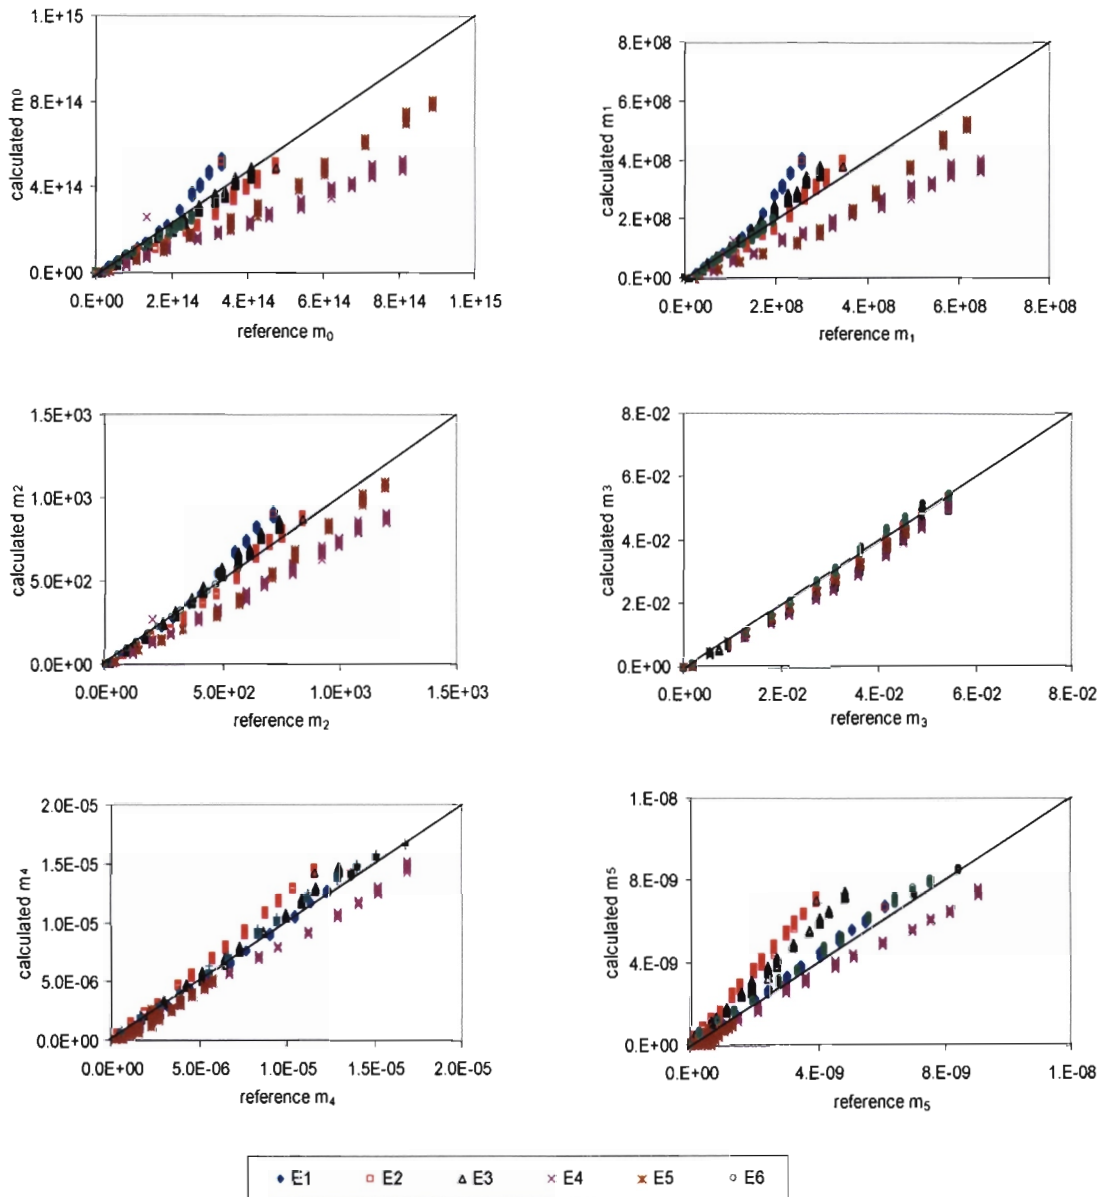 1.E+15
8.E+14
4.E+14
0.E+00
calculated m0
0.E+00 2.E+14 4.E+14 6.E+14 8.E+14 1.E+15
reference m0
8.E+08
6.E+08
4.E+08
2.E+08
0.E+00
calculated m1
0.E+00 2.E+08 4.E+08 6.E+08 8.E+08
reference m1
1.5E+03
1.0E+03
5.0E+02
0.0E+00
calculated m2
0.0E+00 5.0E+02 1.0E+03 1.5E+03
reference m2
8.E-02
6.E-02
4.E-02
2.E-02
0.E+00
calculated m3
0.E+00 2.E-02 4.E-02 6.E-02 8.E-02
reference m3
2.0E-05
1.5E-05
1.0E-05
5.0E-06
0.0E+00
calculated m4
0.0E+00 5.0E-06 1.0E-05 1.5E-05 2.0E-05
reference m4
1.E-08
8.E-09
4.E-09
0.E+00
calculated m5
0.E+00 4.E-09 8.E-09 1.E-08
reference m5
E1 E2 E3 E4 E5 E6